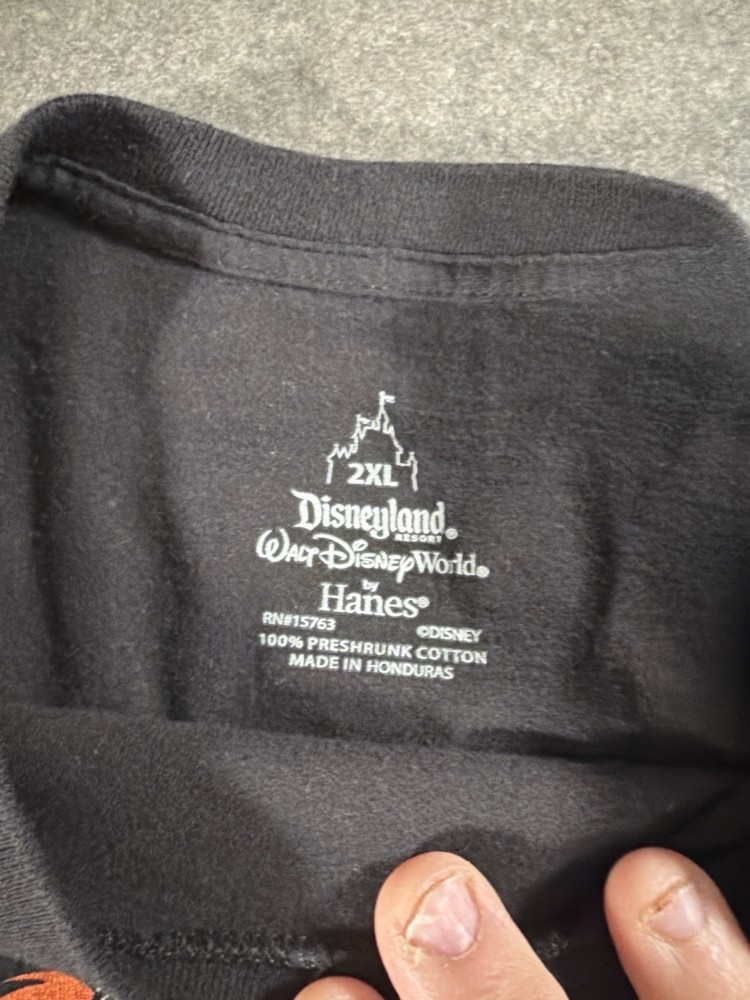 2XL
Disneyland®
RESORT
Walt Disney World®
by
Hanes®
RN#15763 ©DISNEY
100% PRESHRUNK COTTON
MADE IN HONDURAS